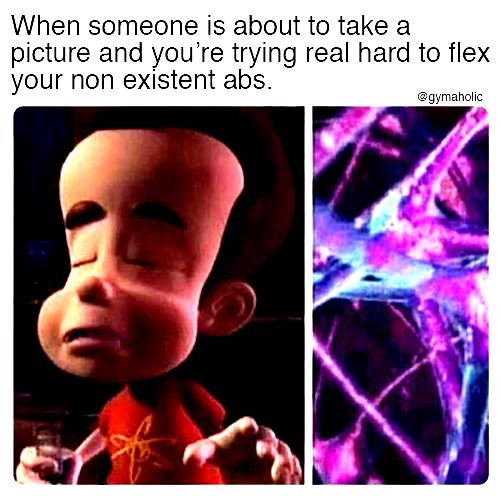 When someone is about to take a
picture and you're trying real hard to flex
your non existent abs.
@gymaholic